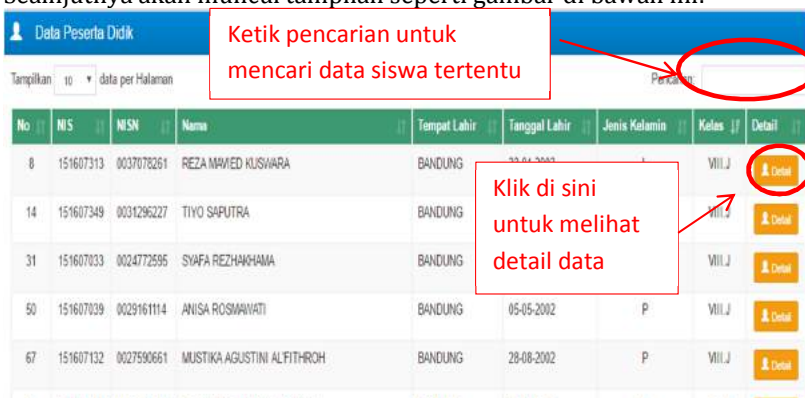 Data Peserta Didik
Ketik pencarian untuk
mencari data siswa tertentu
Tampilkan 10 data per Halaman
No NIS NISN Nama Tempat Lahir Tanggal Lahir Jenis Kelamin Kelas Detail
8 151607313 0037078261 REZA MAVIED KUSWARA BANDUNG VIII.J Detail
Klik di sini
untuk melihat
detail data
14 151607349 0031296227 TIYO SAPUTRA BANDUNG VIII.J Detail
31 151607033 0024772595 SYAFA REZHAKHAMA BANDUNG VIII.J Detail
50 151607039 0029161114 ANISA ROSMAWATI BANDUNG 05-05-2002 P VIII.J Detail
67 151607132 0027590661 MUSTIKA AGUSTINI AL'FITHROH BANDUNG 28-08-2002 P VIII.J Detail